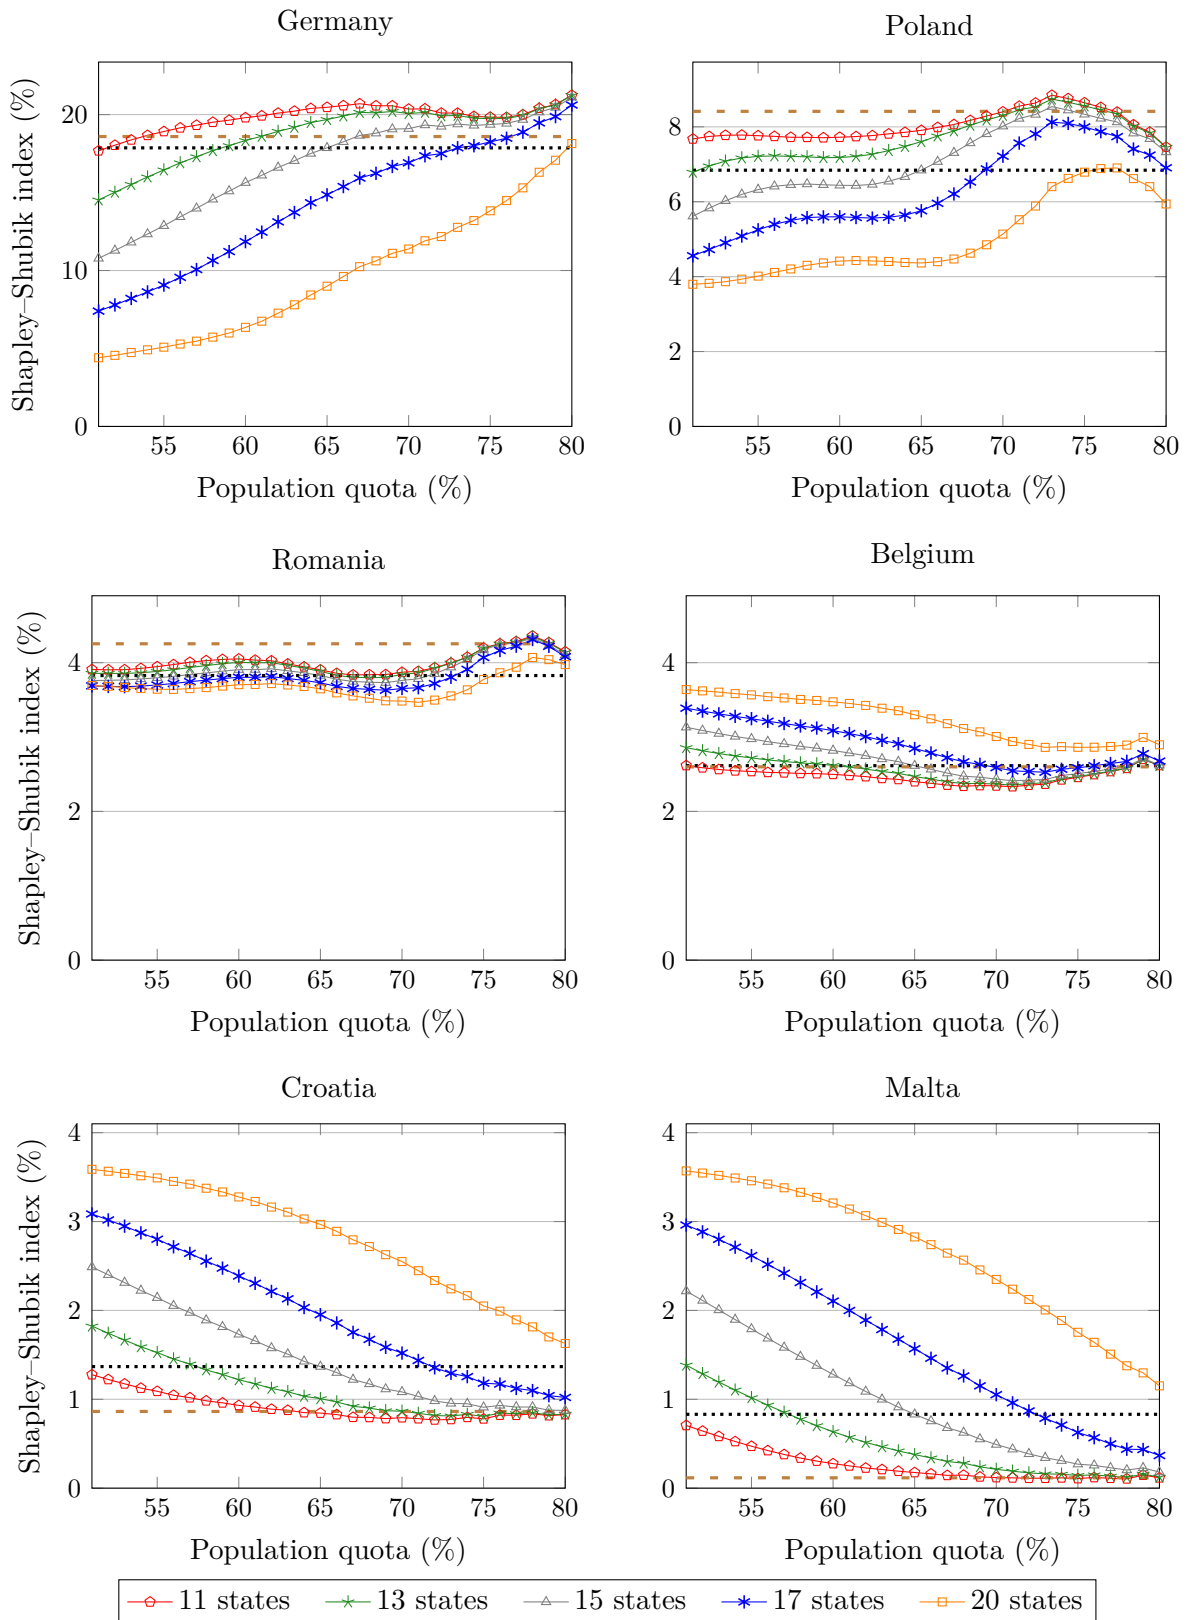 Germany
Poland
Shapley–Shubik index (%)
0
10
20
55 60 65 70 75 80
Population quota (%)
0
2
4
6
8
55 60 65 70 75 80
Population quota (%)
Romania
Belgium
Shapley–Shubik index (%)
0
2
4
55 60 65 70 75 80
Population quota (%)
0
2
4
55 60 65 70 75 80
Population quota (%)
Croatia
Malta
Shapley–Shubik index (%)
0
1
2
3
4
55 60 65 70 75 80
Population quota (%)
0
1
2
3
4
55 60 65 70 75 80
Population quota (%)
11 states 13 states 15 states 17 states 20 states